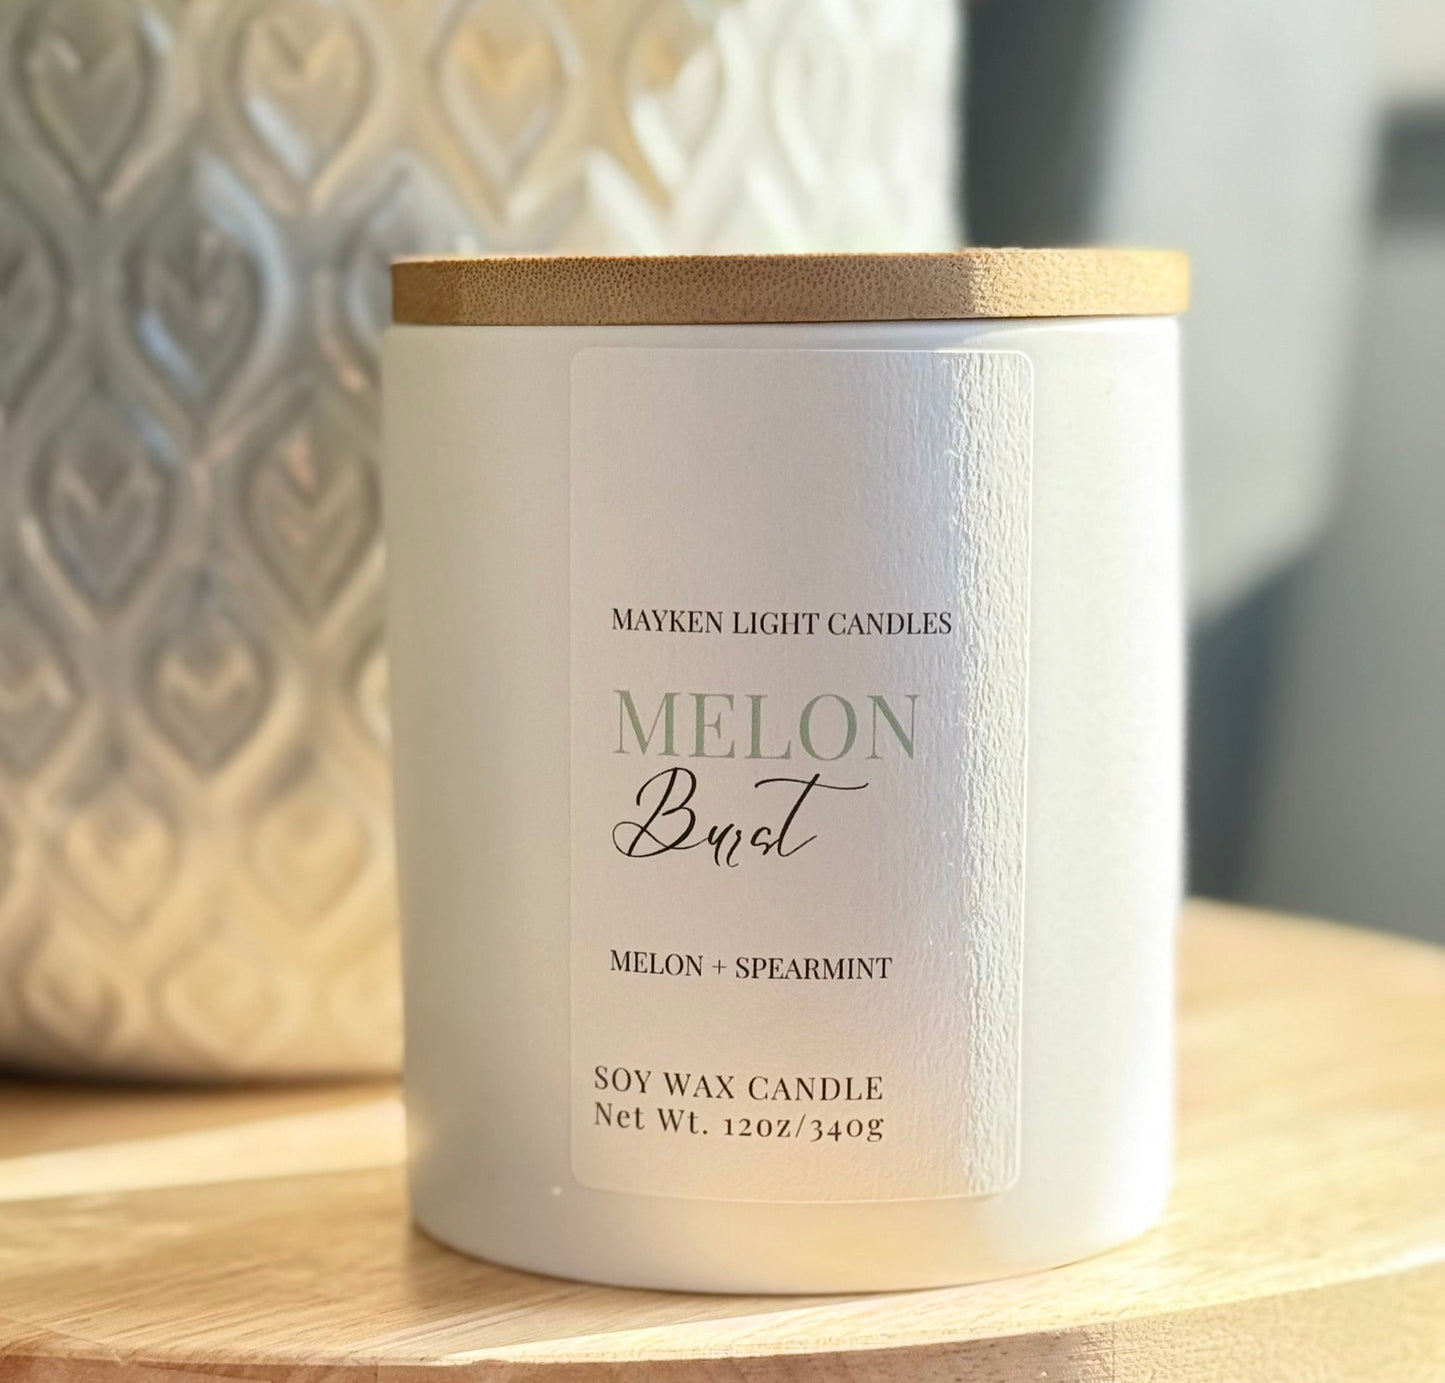 MAYKEN LIGHT CANDLES
MELON
Burst
MELON + SPEARMINT
SOY WAX CANDLE
Net Wt. 12oz/340g